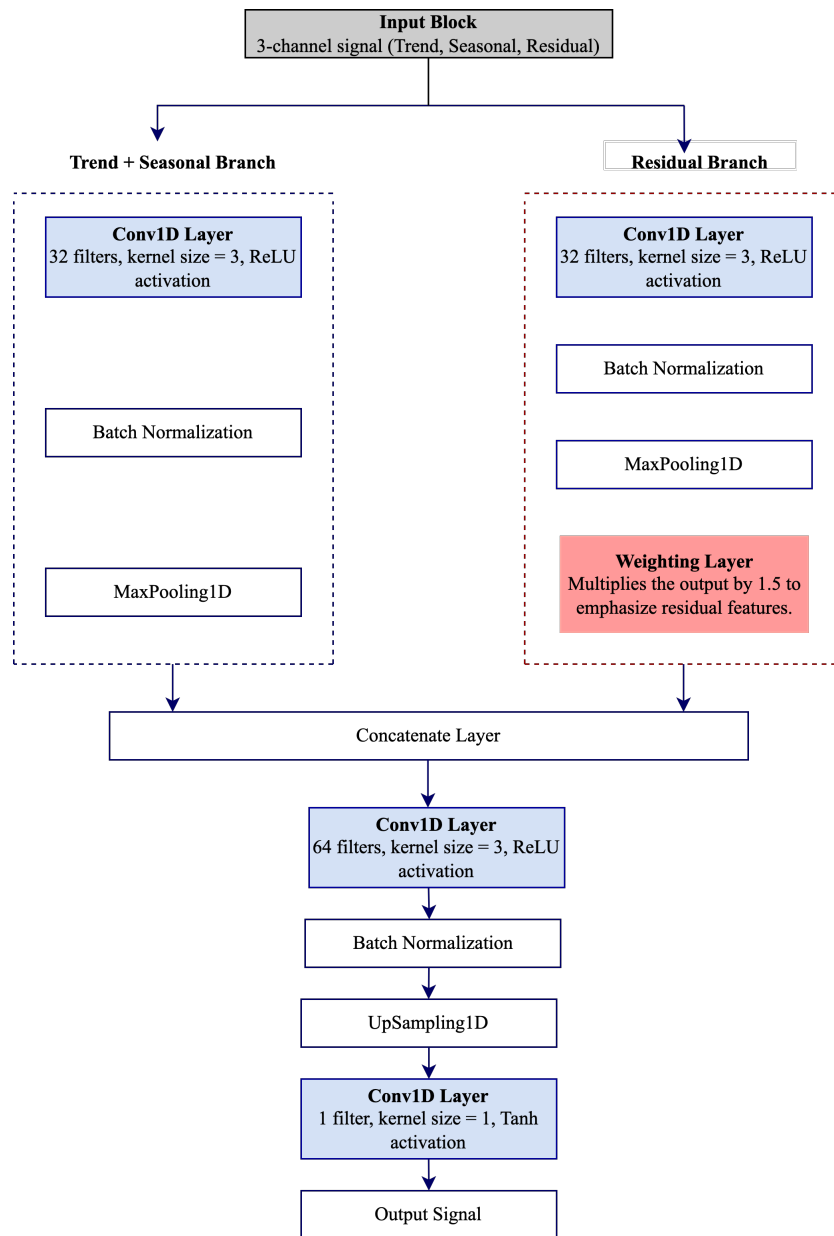 Input Block
3-channel signal (Trend, Seasonal, Residual)
Trend + Seasonal Branch
Conv1D Layer
32 filters, kernel size = 3, ReLU
activation
Batch Normalization
MaxPooling1D
Residual Branch
Conv1D Layer
32 filters, kernel size = 3, ReLU
activation
Batch Normalization
MaxPooling1D
Weighting Layer
Multiplies the output by 1.5 to
emphasize residual features.
Concatenate Layer
Conv1D Layer
64 filters, kernel size = 3, ReLU
activation
Batch Normalization
UpSampling1D
Conv1D Layer
1 filter, kernel size = 1, Tanh
activation
Output Signal